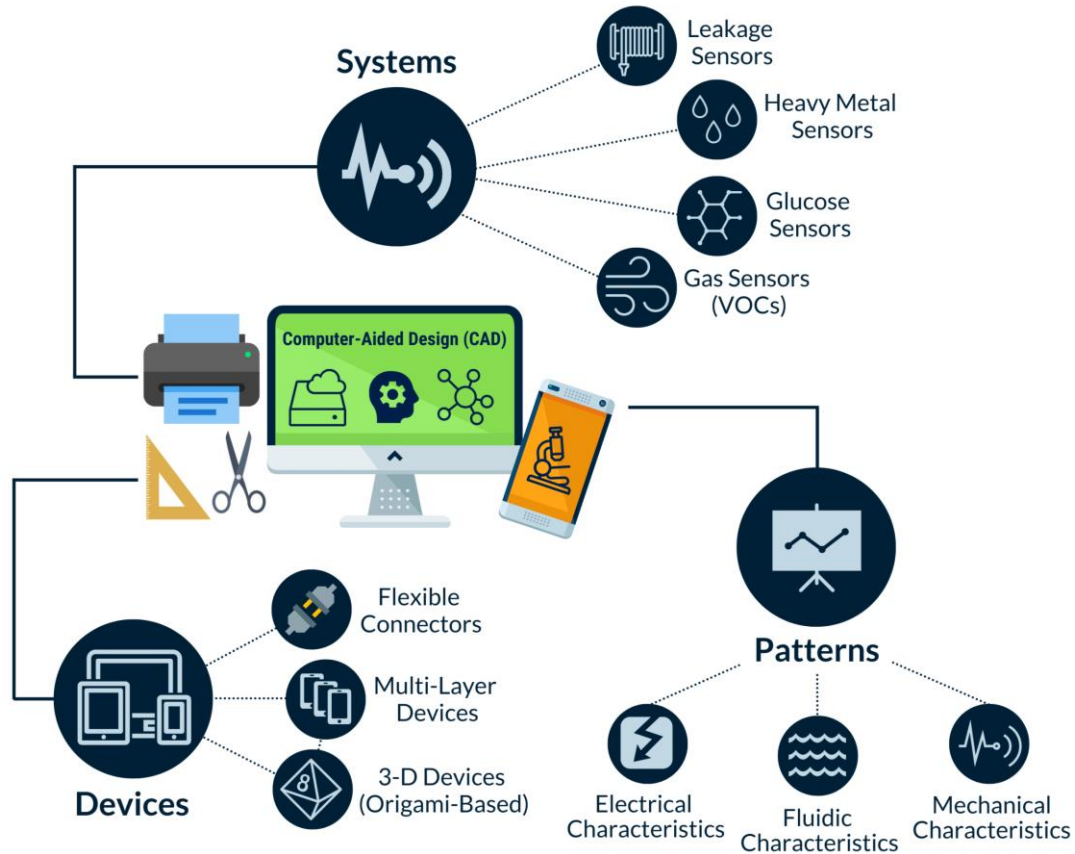 Systems
Leakage
Sensors
Heavy Metal
Sensors
Glucose
Sensors
Gas Sensors
(VOCs)
Computer-Aided Design (CAD)
Patterns
Electrical
Characteristics
Fluidic
Characteristics
Mechanical
Characteristics
Devices
Flexible
Connectors
Multi-Layer
Devices
8
3-D Devices
(Origami-Based)